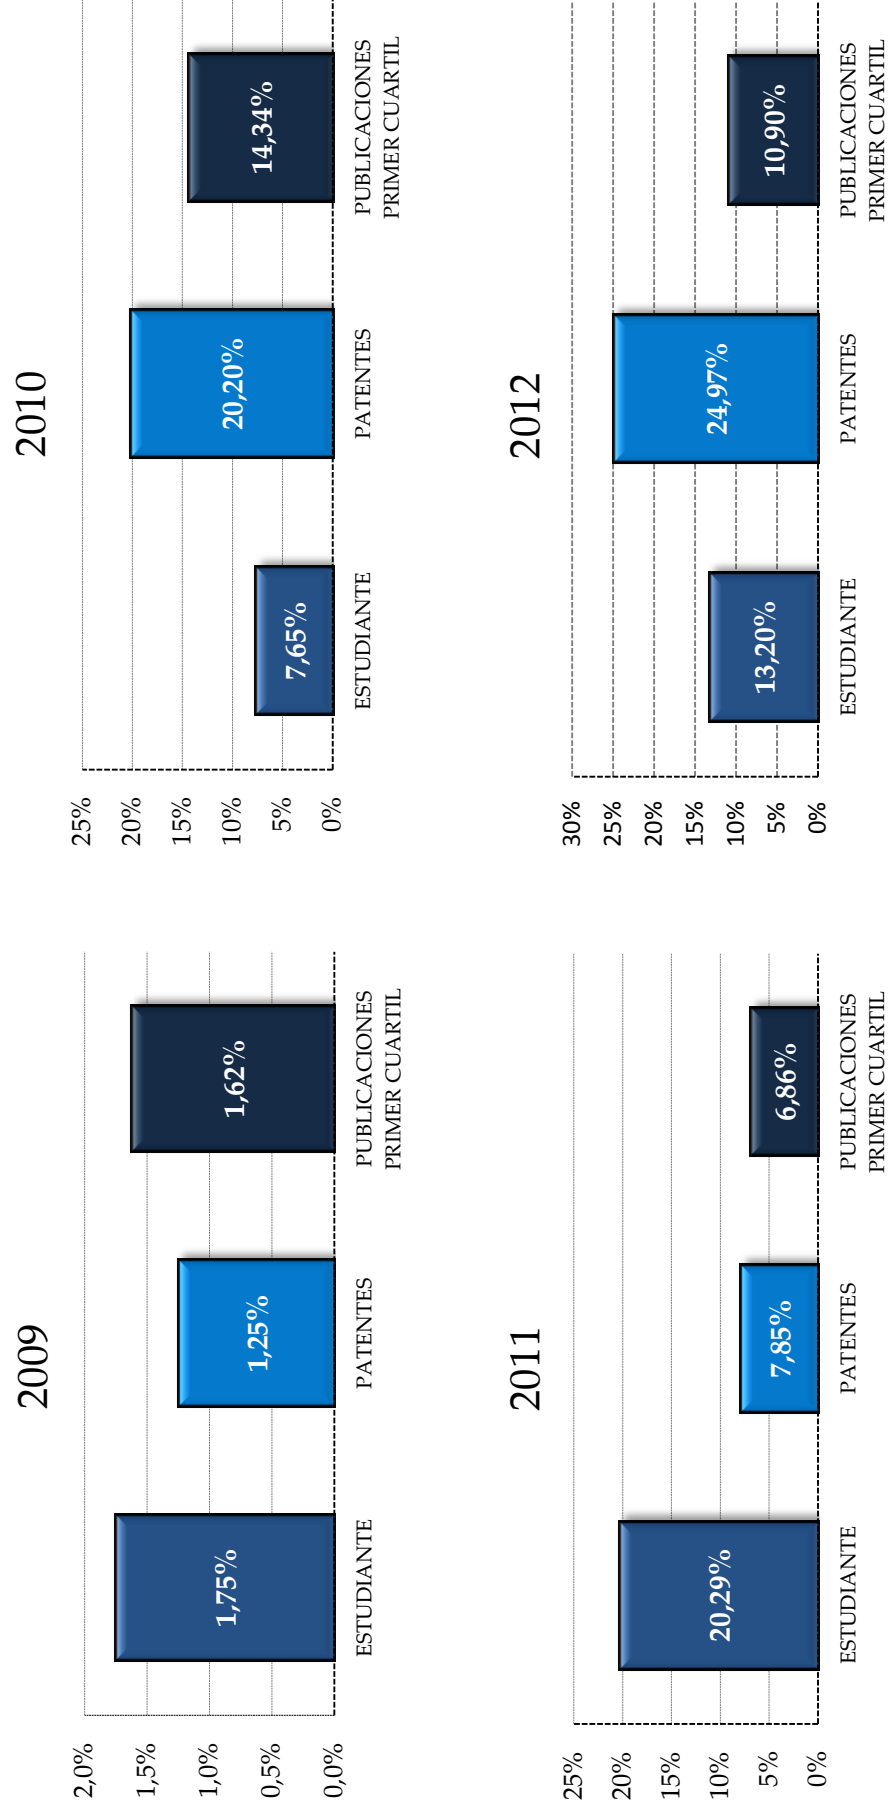 2009
2,0%
1,5%
1,0%
0,5%
0,0%
1,75%
1,25%
1,62%
ESTUDIANTE
PATENTES
PUBLICACIONES
PRIMER CUARTIL
2010
25%
20%
15%
10%
5%
0%
7,65%
20,20%
14,34%
ESTUDIANTE
PATENTES
PUBLICACIONES
PRIMER CUARTIL
2011
25%
20%
15%
10%
5%
0%
20,29%
7,85%
6,86%
ESTUDIANTE
PATENTES
PUBLICACIONES
PRIMER CUARTIL
2012
30%
25%
20%
15%
10%
5%
0%
13,20%
24,97%
10,90%
ESTUDIANTE
PATENTES
PUBLICACIONES
PRIMER CUARTIL